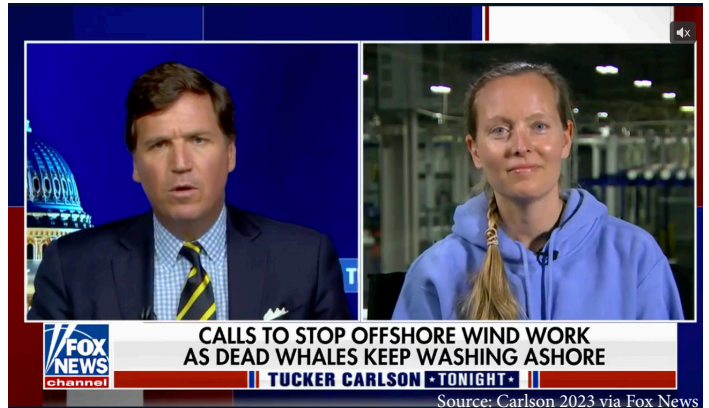 T
CALLS TO STOP OFFSHORE WIND WORK
AS DEAD WHALES KEEP WASHING ASHORE
FOX
NEWS
channel
TUCKER CARLSON TONIGHT
Source: Carlson 2023 via Fox News